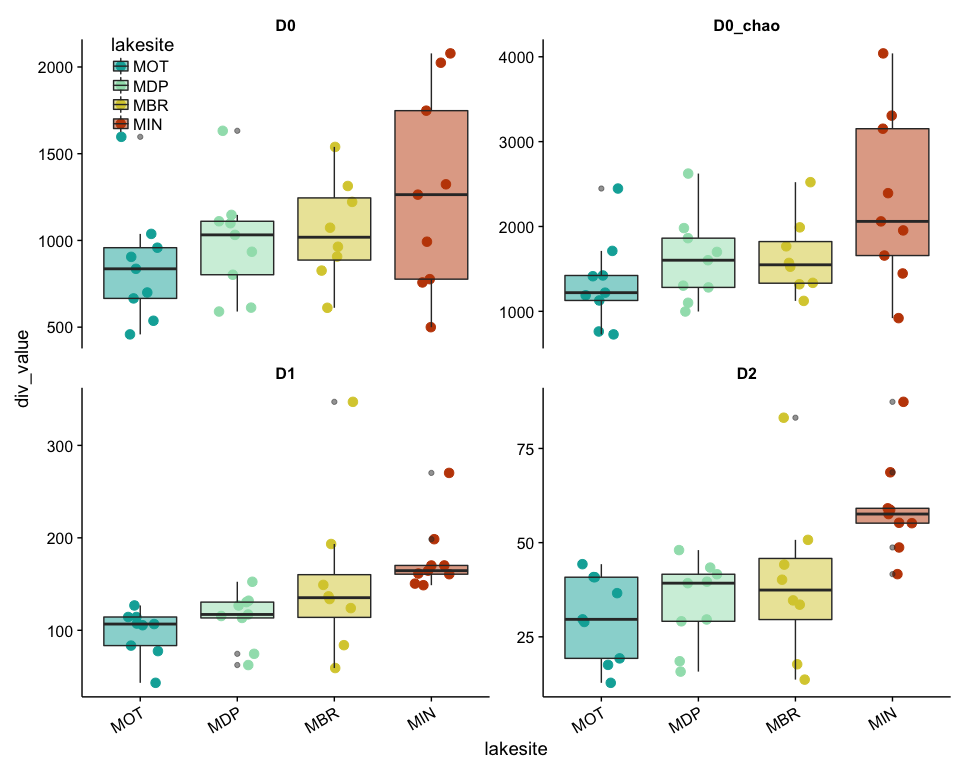 D0
D0_chao
lakesite
MOT
MDP
MBR
MIN
2000
1500
1000
500
4000
3000
2000
1000
div_value
D1
D2
300
200
100
75
50
25
MOT
MDP
MBR
MIN
MOT
MDP
MBR
MIN
lakesite